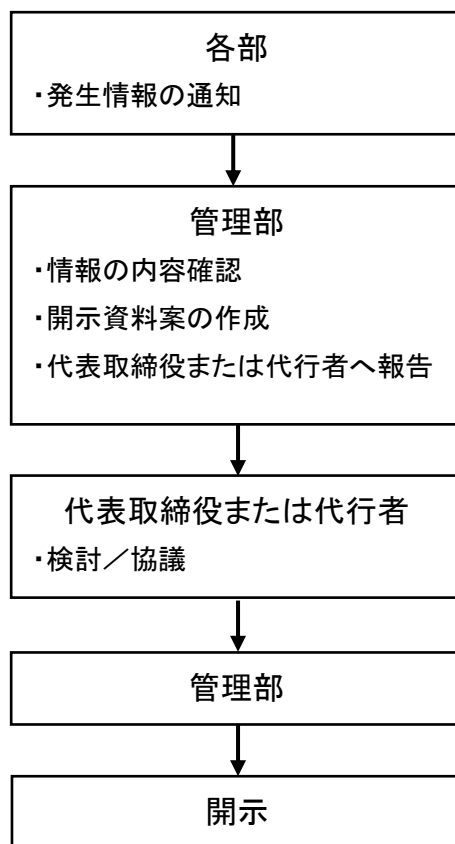 各部
・発生情報の通知
管理部
・情報の内容確認
・開示資料案の作成
・代表取締役または代行者へ報告
代表取締役または代行者
・検討／協議
管理部
開示